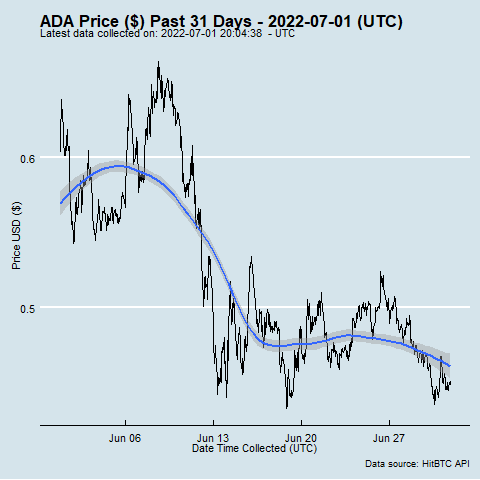 ADA Price ($) Past 31 Days - 2022-07-01 (UTC)
Latest data collected on: 2022-07-01 20:04:38 - UTC
0.6
Price USD ($)
0.5
Jun 06 Jun 13 Jun 20 Jun 27
Date Time Collected (UTC)
Data source: HitBTC API